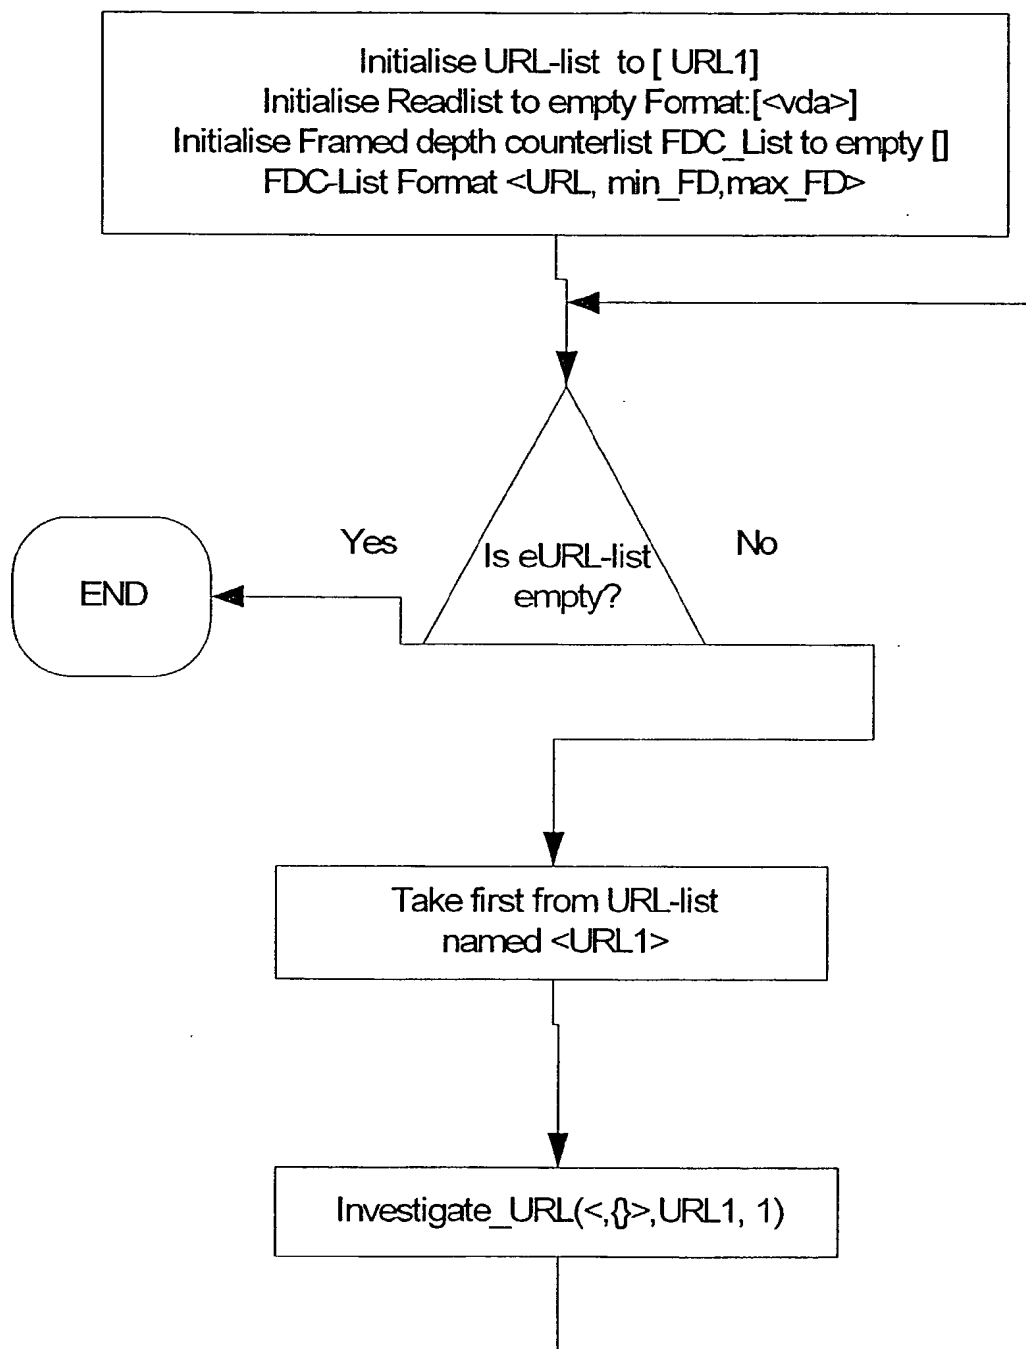 Initialise URL-list to [ URL1]
Initialise Readlist to empty Format:[<vda>]
Initialise Framed depth counterlist FDC_List to empty []
FDC-List Format <URL, min_FD,max_FD>
Yes
No
Is eURL-list
empty?
END
Take first from URL-list
named <URL1>
Investigate_URL(<,{}>,URL1, 1)